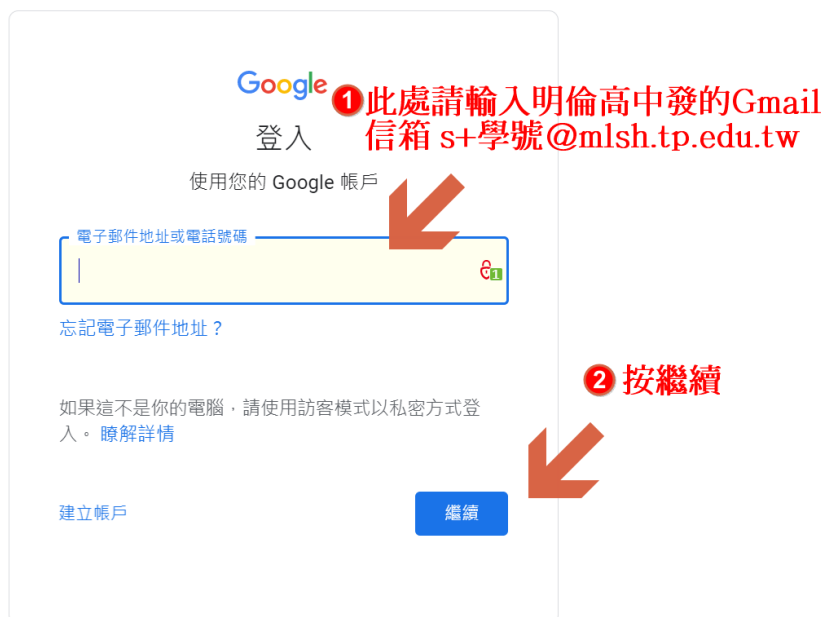 Google
1 此處請輸入明倫高中發的Gmail
信箱 s+學號@mlsh.tp.edu.tw
登入
使用您的 Google 帳戶
電子郵件地址或電話號碼
1
忘記電子郵件地址？
2 按繼續
如果這不是你的電腦，請使用訪客模式以私密方式登
入。 瞭解詳情
建立帳戶
繼續